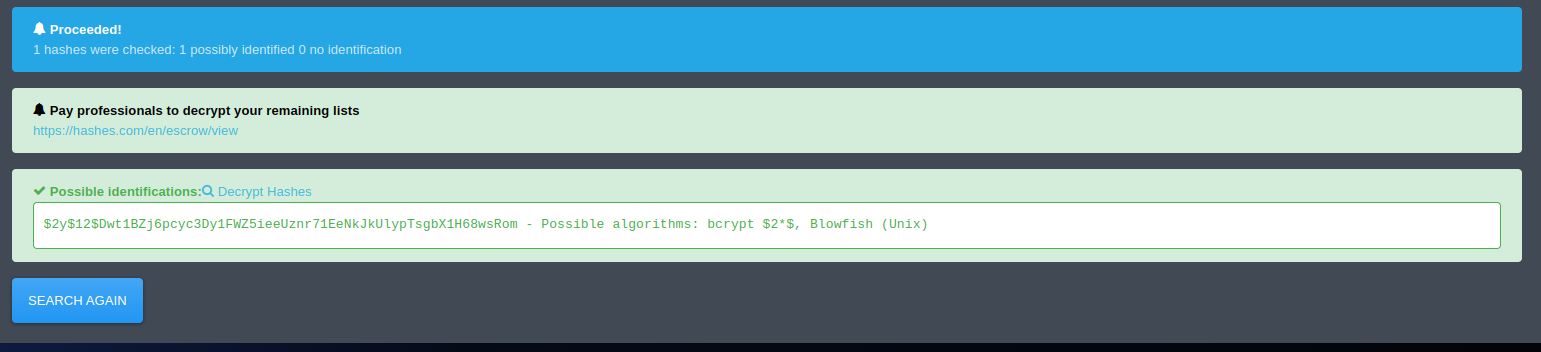 Proceeded!
1 hashes were checked: 1 possibly identified 0 no identification
Pay professionals to decrypt your remaining lists
https://hashes.com/en/escrow/view
Possible identifications: Decrypt Hashes
$2y$12$Dwt1BZj6pcyc3Dy1FWZ5ieeUznr71EeNkJkUlypTsgbX1H68wsRom - Possible algorithms: bcrypt $2*$, Blowfish (Unix)
SEARCH AGAIN